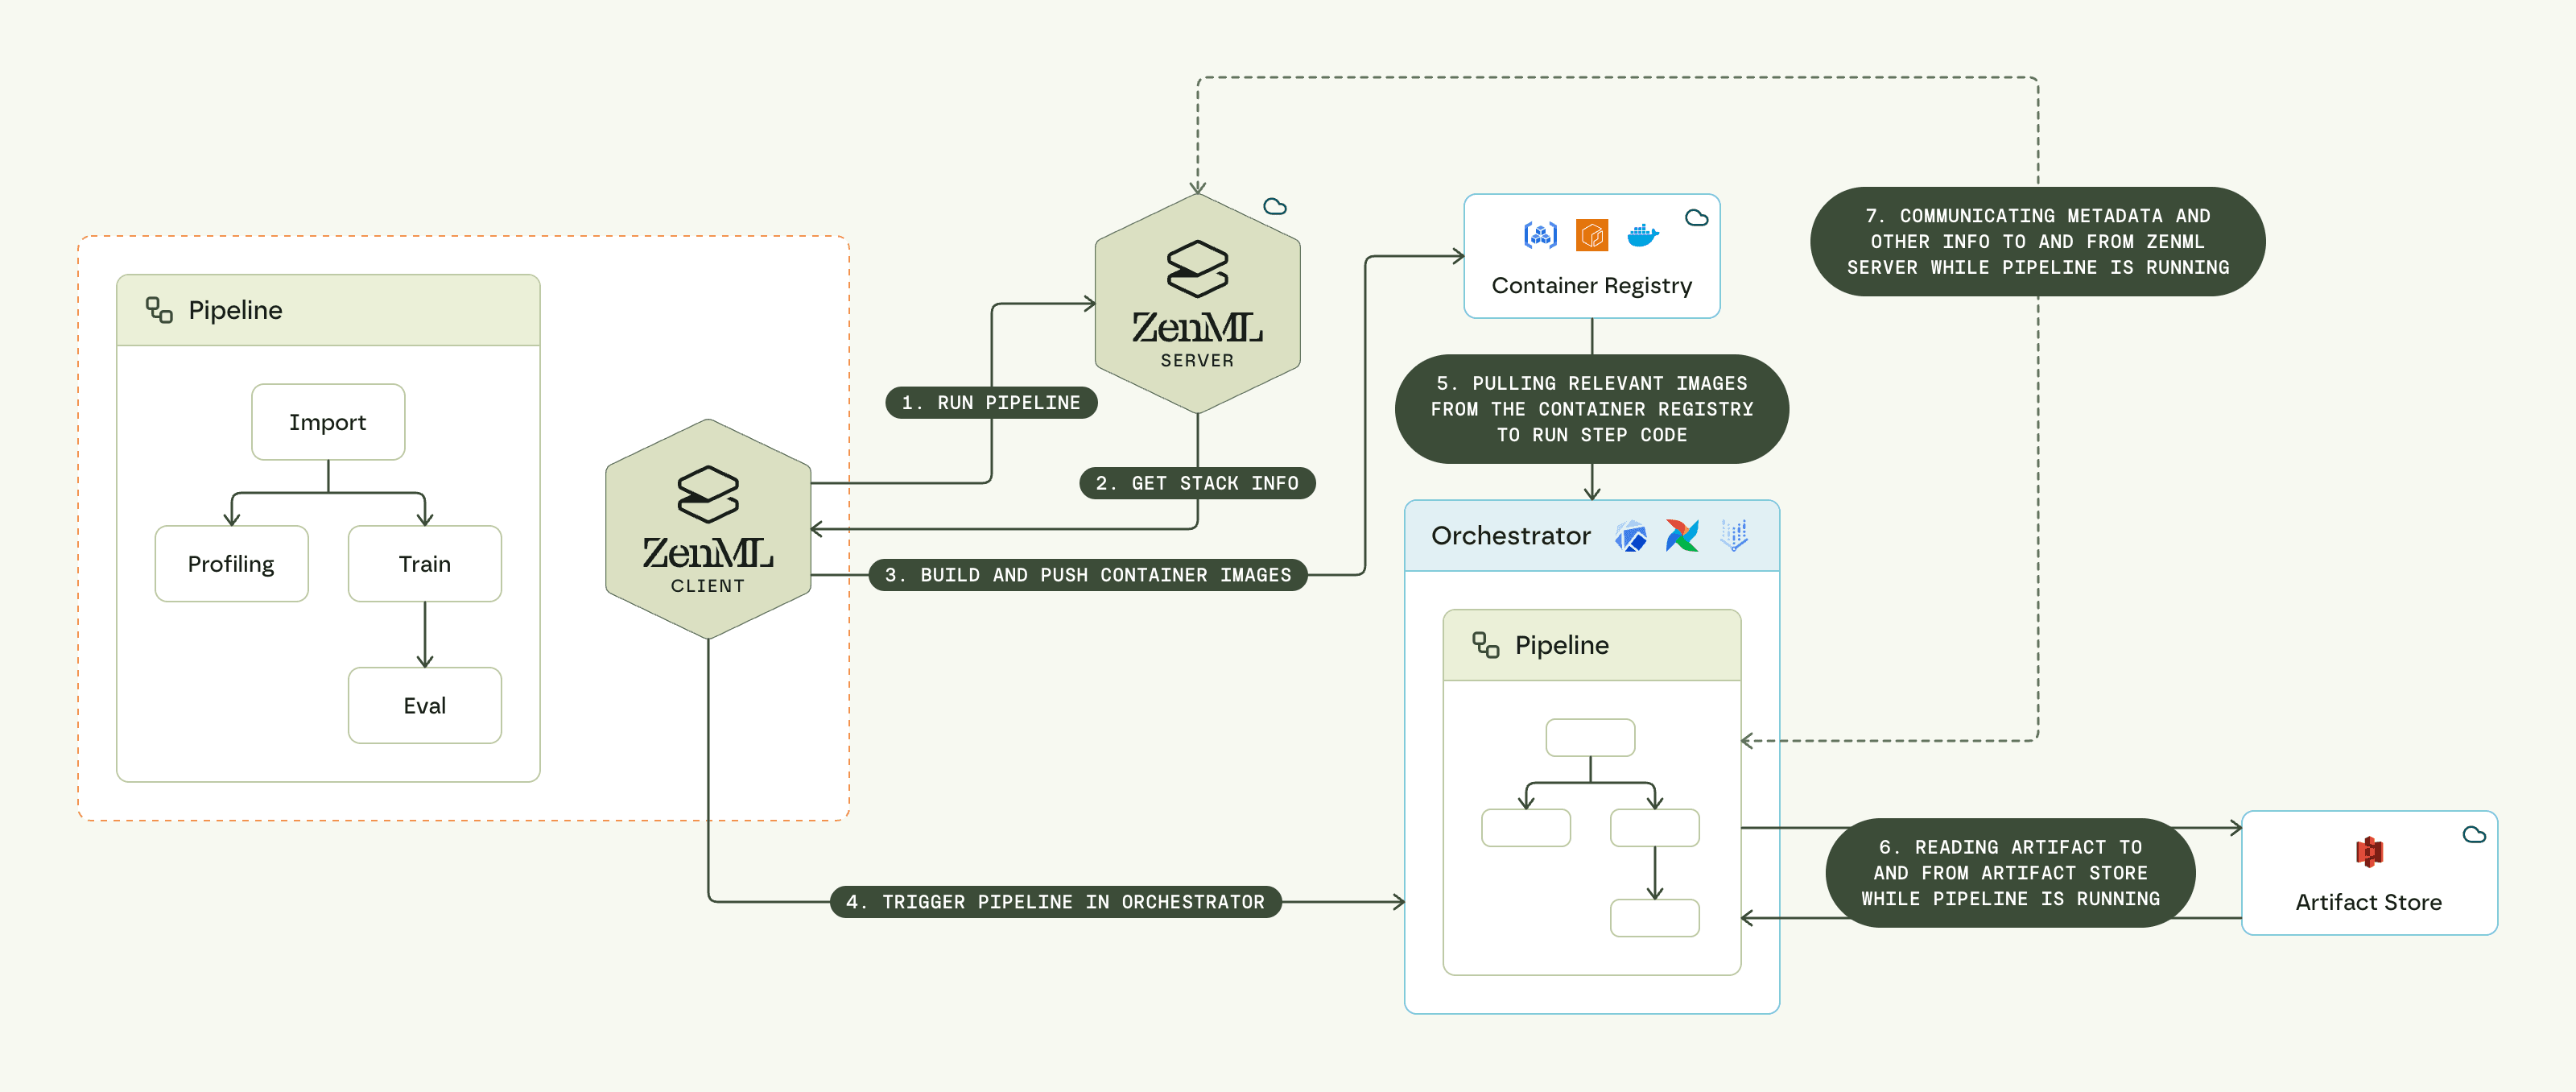 Pipeline
Import
Profiling
Train
Eval
ZenML
CLIENT
1. RUN PIPELINE
ZenML
SERVER
2. GET STACK INFO
3. BUILD AND PUSH CONTAINER IMAGES
4. TRIGGER PIPELINE IN ORCHESTRATOR
Container Registry
5. PULLING RELEVANT IMAGES
FROM THE CONTAINER REGISTRY
TO RUN STEP CODE
Orchestrator
Pipeline
6. READING ARTIFACT TO
AND FROM ARTIFACT STORE
WHILE PIPELINE IS RUNNING
Artifact Store
7. COMMUNICATING METADATA AND
OTHER INFO TO AND FROM ZENML
SERVER WHILE PIPELINE IS RUNNING